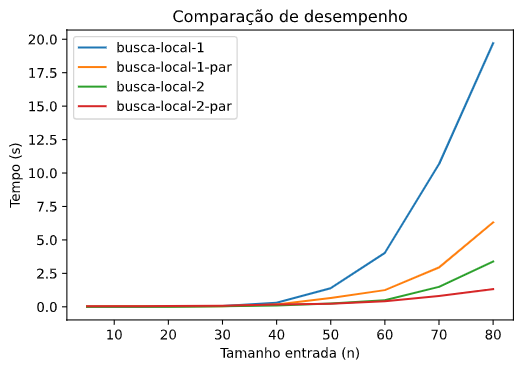 Comparação de desempenho
busca-local-1
busca-local-1-par
busca-local-2
busca-local-2-par
Tempo (s)
20.0
17.5
15.0
12.5
10.0
7.5
5.0
2.5
0.0
10 20 30 40 50 60 70 80
Tamanho entrada (n)